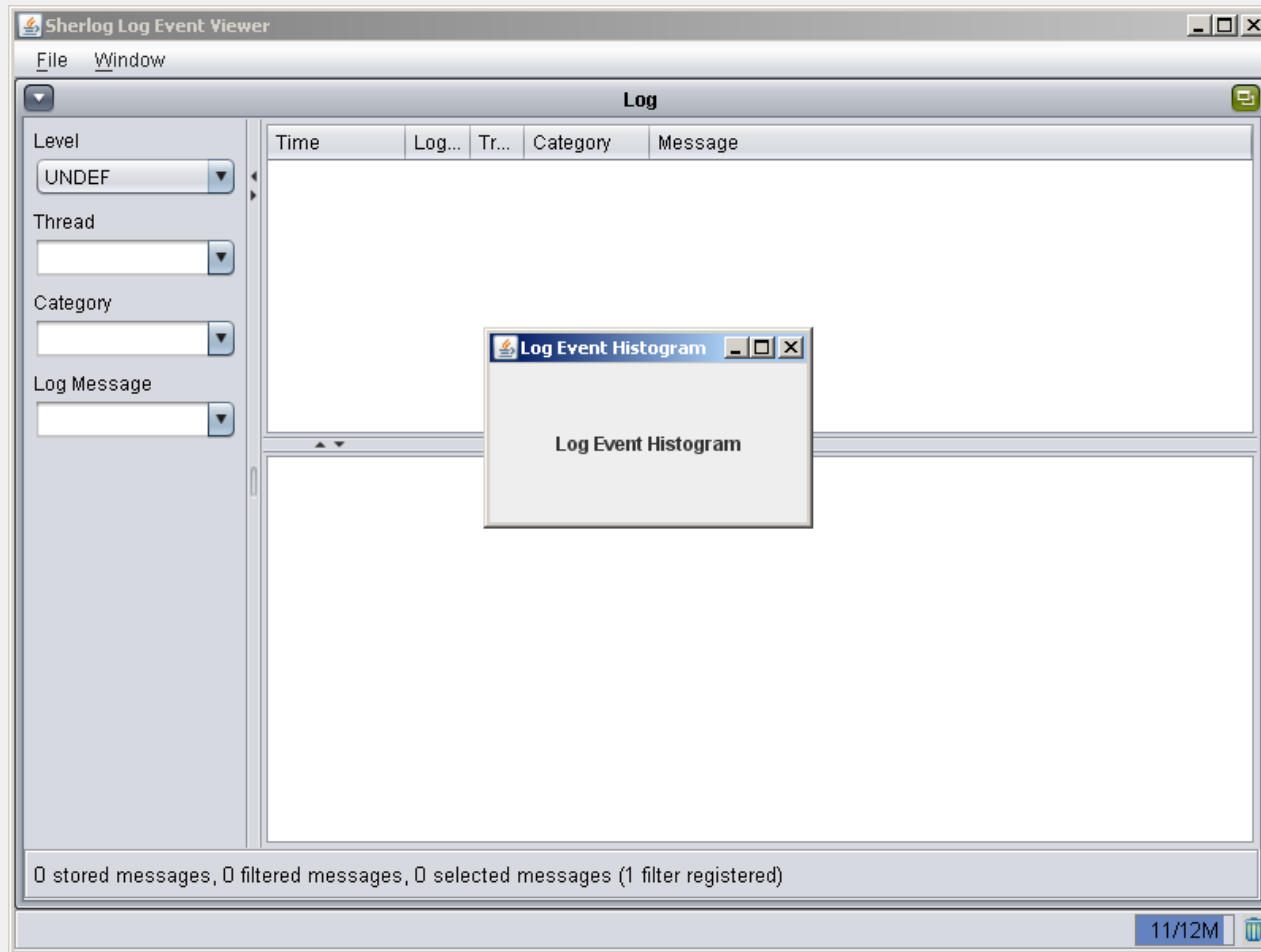 Sherlog Log Event Viewer
File Window
Log
Level
UNDEF
Thread
Category
Log Message
Time Log... Tr... Category Message
Log Event Histogram
Log Event Histogram
0 stored messages, 0 filtered messages, 0 selected messages (1 filter registered)
11/12M